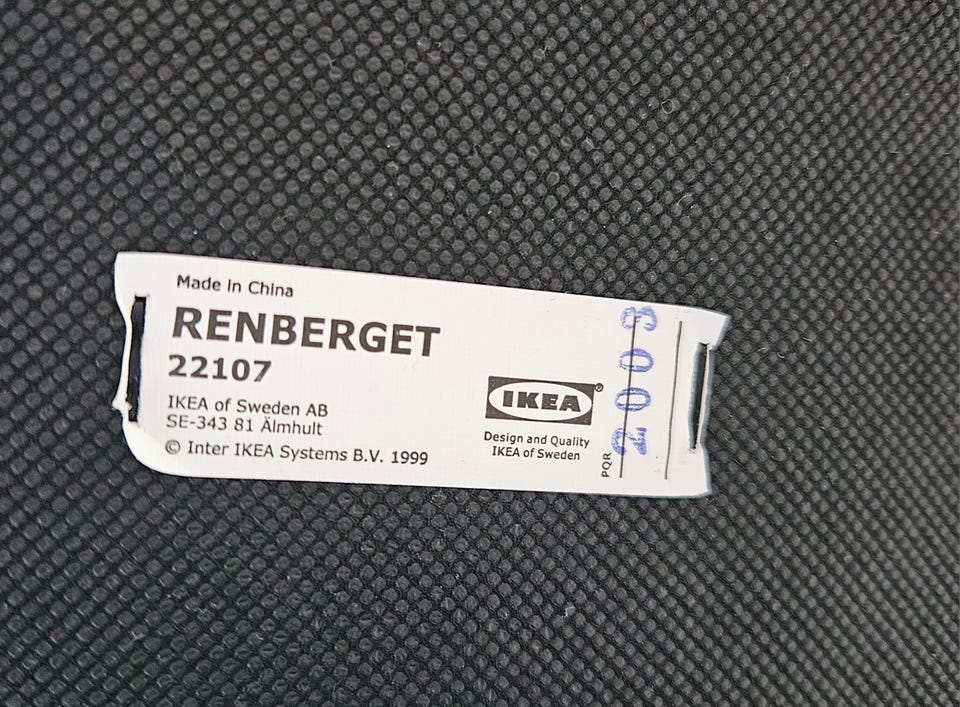 Made in China
RENBERGET
22107
IKEA of Sweden AB
SE-343 81 Älmhult
© Inter IKEA Systems B.V. 1999
IKEA®
Design and Quality
IKEA of Sweden
PQR
2003